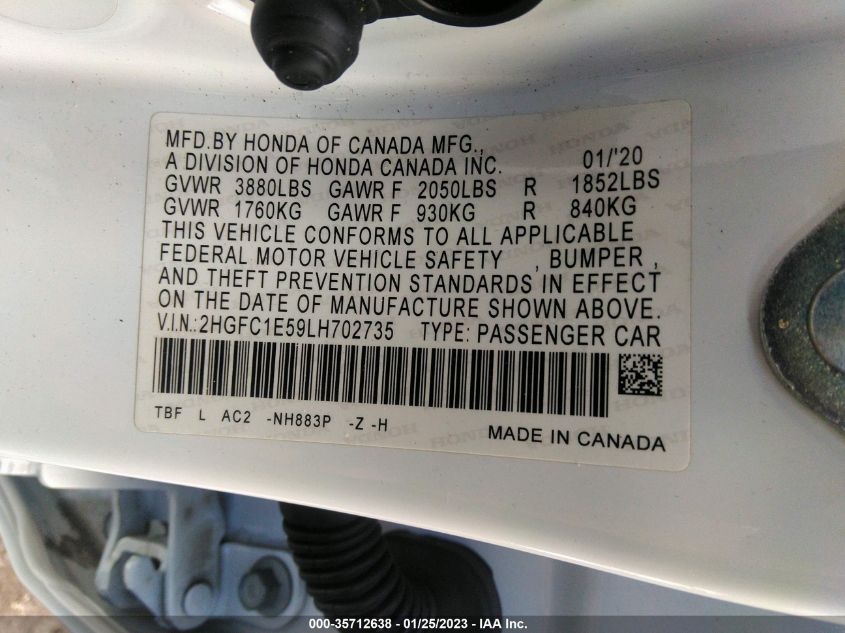 MFD.BY HONDA OF CANADA MFG.,
A DIVISION OF HONDA CANADA INC. 01/'20
GVWR 3880LBS GAWR F 2050LBS R 1852LBS
GVWR 1760KG GAWR F 930KG R 840KG
THIS VEHICLE CONFORMS TO ALL APPLICABLE
FEDERAL MOTOR VEHICLE SAFETY , BUMPER ,
AND THEFT PREVENTION STANDARDS IN EFFECT
ON THE DATE OF MANUFACTURE SHOWN ABOVE.
V.I.N.:2HGFC1E59LH702735 TYPE: PASSENGER CAR
TBF L AC2 -NH883P -Z -H
MADE IN CANADA
000-35712638 - 01/25/2023 - IAA Inc.